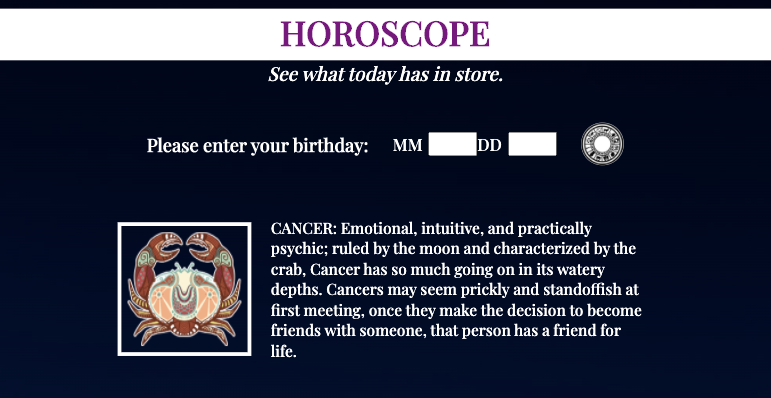 HOROSCOPE
See what today has in store.
Please enter your birthday: MM DD
CANCER: Emotional, intuitive, and practically
psychic; ruled by the moon and characterized by the
crab, Cancer has so much going on in its watery
depths. Cancers may seem prickly and standoffish at
first meeting, once they make the decision to become
friends with someone, that person has a friend for
life.